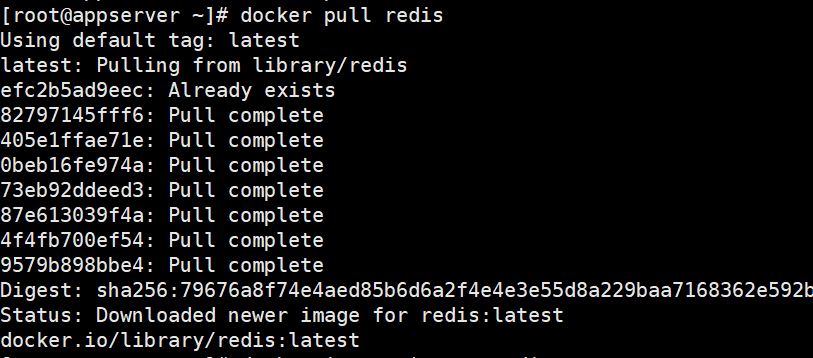 [root@appserver ~]# docker pull redis
Using default tag: latest
latest: Pulling from library/redis
efc2b5ad9eec: Already exists
82797145fff6: Pull complete
405e1ffae71e: Pull complete
0beb16fe974a: Pull complete
73eb92ddeed3: Pull complete
87e613039f4a: Pull complete
4f4fb700ef54: Pull complete
9579b898bbe4: Pull complete
Digest: sha256:79676a8f74e4aed85b6d6a2f4e4e3e55d8a229baa7168362e592b
Status: Downloaded newer image for redis:latest
docker.io/library/redis:latest